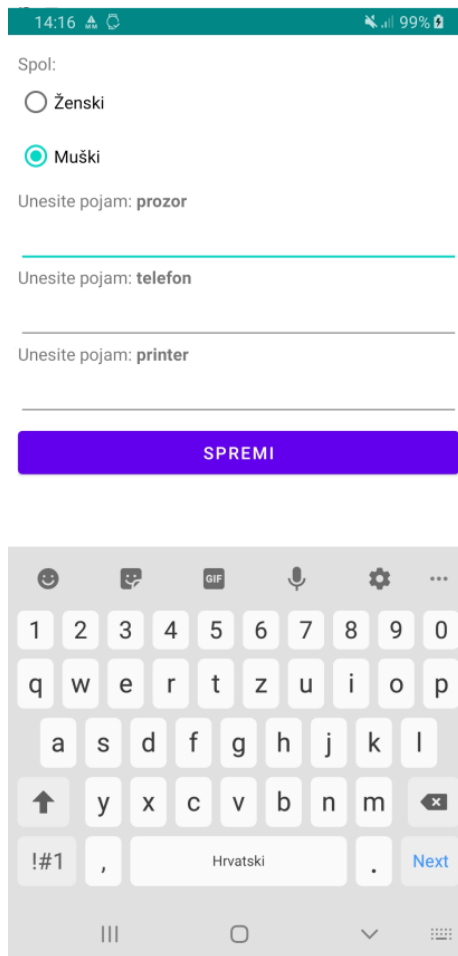 14:16 99%
Spol:
Ženski
Muški
Unesite pojam: prozor
Unesite pojam: telefon
Unesite pojam: printer
SPREMI
GIF
1 2 3 4 5 6 7 8 9 0
q w e r t z u i o p
a s d f g h j k l
y x c v b n m
!#1 , Hrvatski . Next